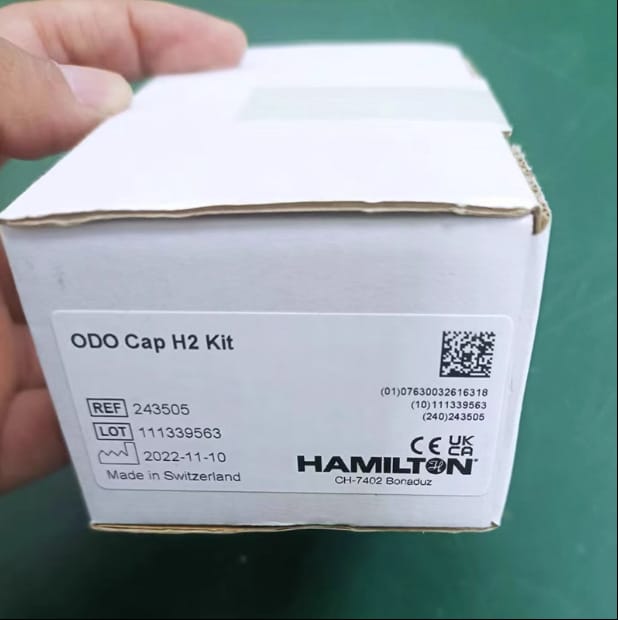 ODO Cap H2 Kit
(01)07630032616318
(10)111339563
(240)243505
REF 243505
LOT 111339563
2022-11-10
Made in Switzerland
CE UK CA
HAMILTON
CH-7402 Bonaduz